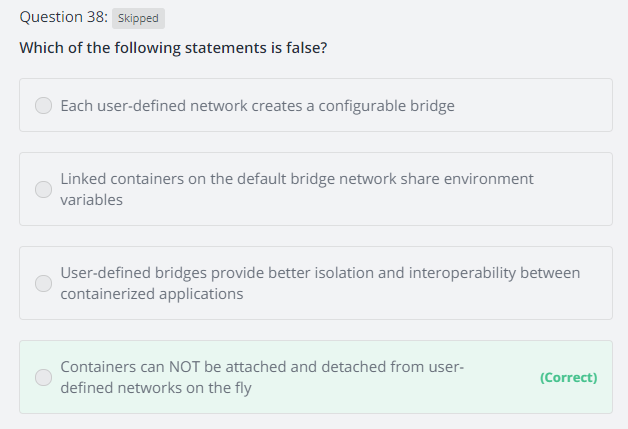 Question 38: Skipped
Which of the following statements is false?
Each user-defined network creates a configurable bridge
Linked containers on the default bridge network share environment
variables
User-defined bridges provide better isolation and interoperability between
containerized applications
Containers can NOT be attached and detached from user-
defined networks on the fly
(Correct)